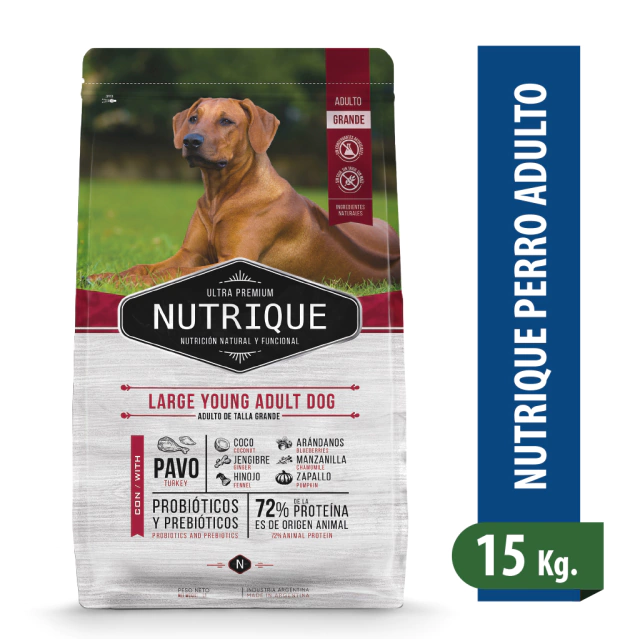 ADULTO
GRANDE
INGREDIENTES
NATURALES
ULTRA PREMIUM
NUTRIQUE
NUTRICIÓN NATURAL Y FUNCIONAL
LARGE YOUNG ADULT DOG
ADULTO DE TALLA GRANDE
CON / WITH
PAVO
TURKEY
COCO
COCONUT
JENGIBRE
GINGER
HINOJO
FENNEL
ARÁNDANOS
BLUEBERRIES
MANZANILLA
CHAMOMILE
ZAPALLO
PUMPKIN
PROBIÓTICOS
Y PREBIÓTICOS
PROBIOTICS AND PREBIOTICS
72% DE LA PROTEÍNA
ES DE ORIGEN ANIMAL
72% ANIMAL PROTEIN
N
PESO NETO
INDUSTRIA ARGENTINA
MADE IN ARGENTINA
NUTRIQUE PERRO ADULTO
15 Kg.